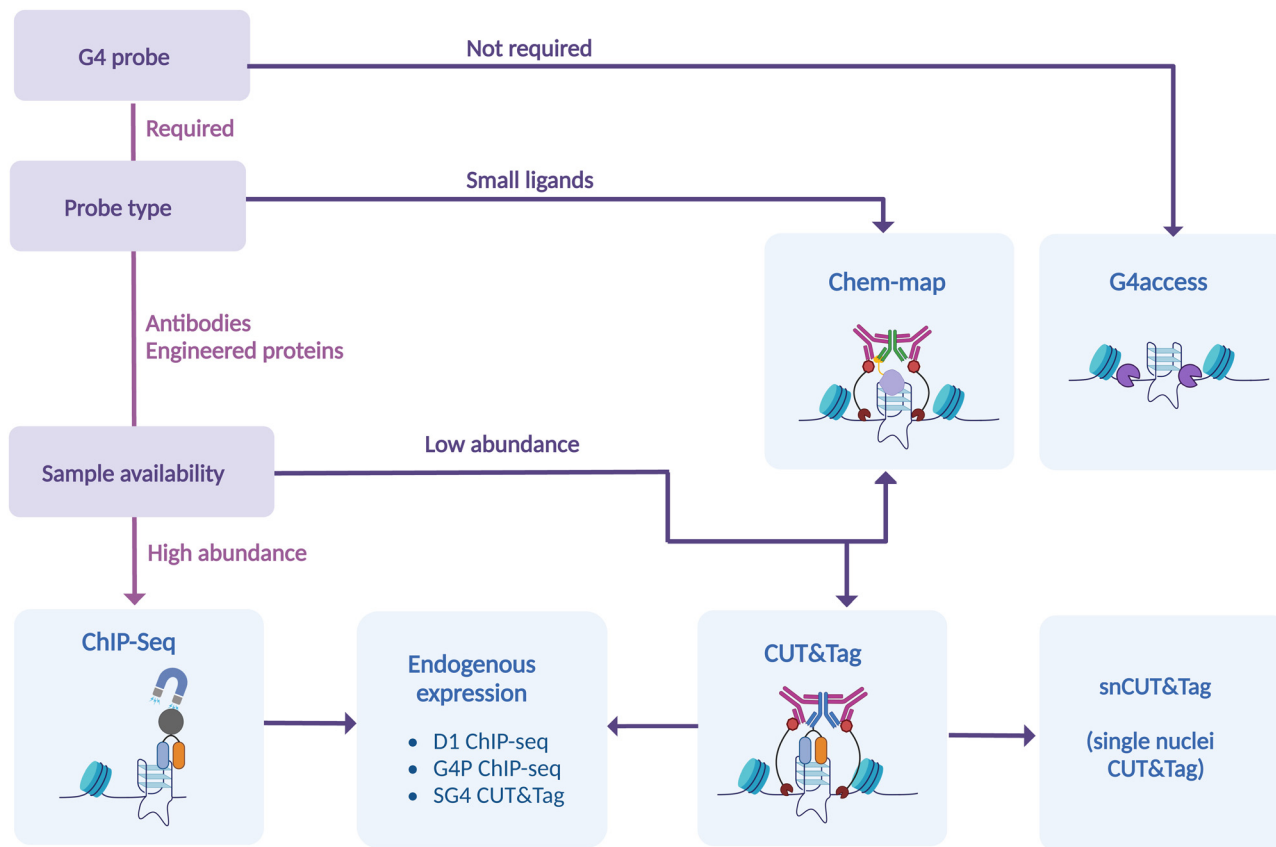 G4 probe
Not required
Required
Probe type
Small ligands
Chem-map
G4access
Antibodies
Engineered proteins
Sample availability
Low abundance
High abundance
ChIP-Seq
Endogenous
expression
• D1 ChIP-seq
• G4P ChIP-seq
• SG4 CUT&Tag
CUT&Tag
snCUT&Tag
(single nuclei
CUT&Tag)